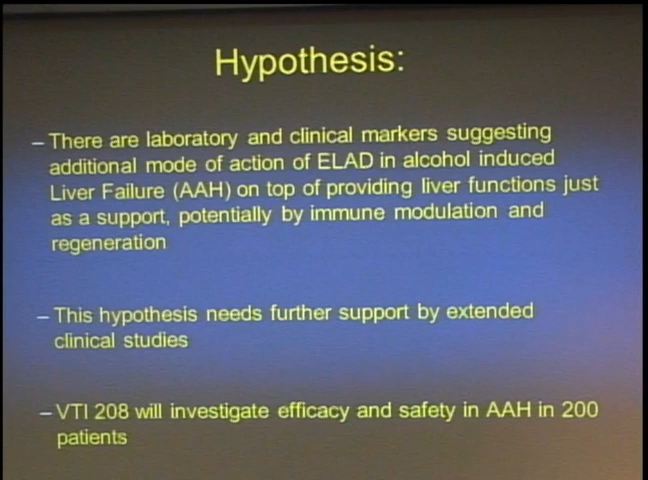 Hypothesis:
– There are laboratory and clinical markers suggesting
additional mode of action of ELAD in alcohol induced
Liver Failure (AAH) on top of providing liver functions just
as a support, potentially by immune modulation and
regeneration
– This hypothesis needs further support by extended
clinical studies
– VTI 208 will investigate efficacy and safety in AAH in 200
patients